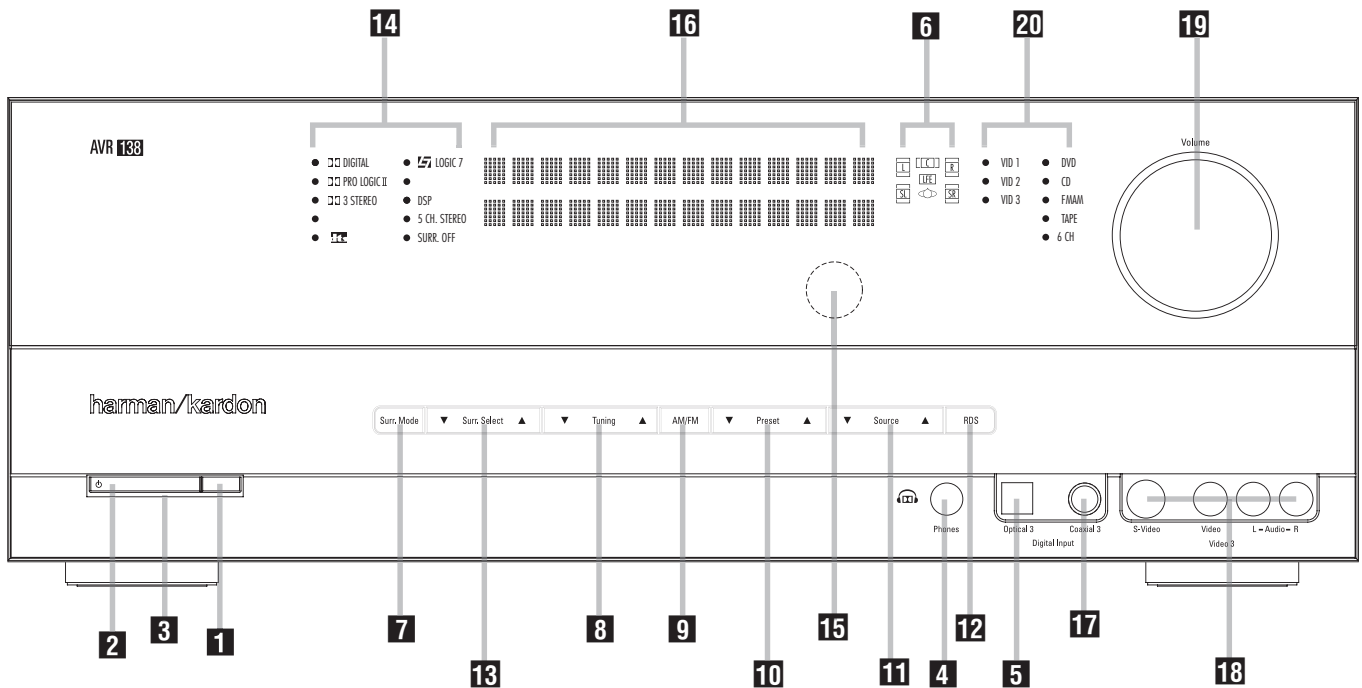 14 16 6 20 19
AVR 138
Volume
DIGITAL
PRO LOGIC II
3 STEREO
dts
LOGIC 7
DSP
5 CH. STEREO
SURR. OFF
L C R
LFE
SL SR
VID 1
VID 2
VID 3
DVD
CD
FMAM
TAPE
6 CH
harman/kardon
Surr. Mode ▼ Surr. Select ▲ ▼ Tuning ▲ AM/FM ▼ Preset ▲ ▼ Source ▲ RDS
Phones
Optical 3 Coaxial 3
Digital Input
S-Video Video L – Audio – R
Video 3
2 3 1 7 13 8 9 10 15 11 4 12 5 17 18